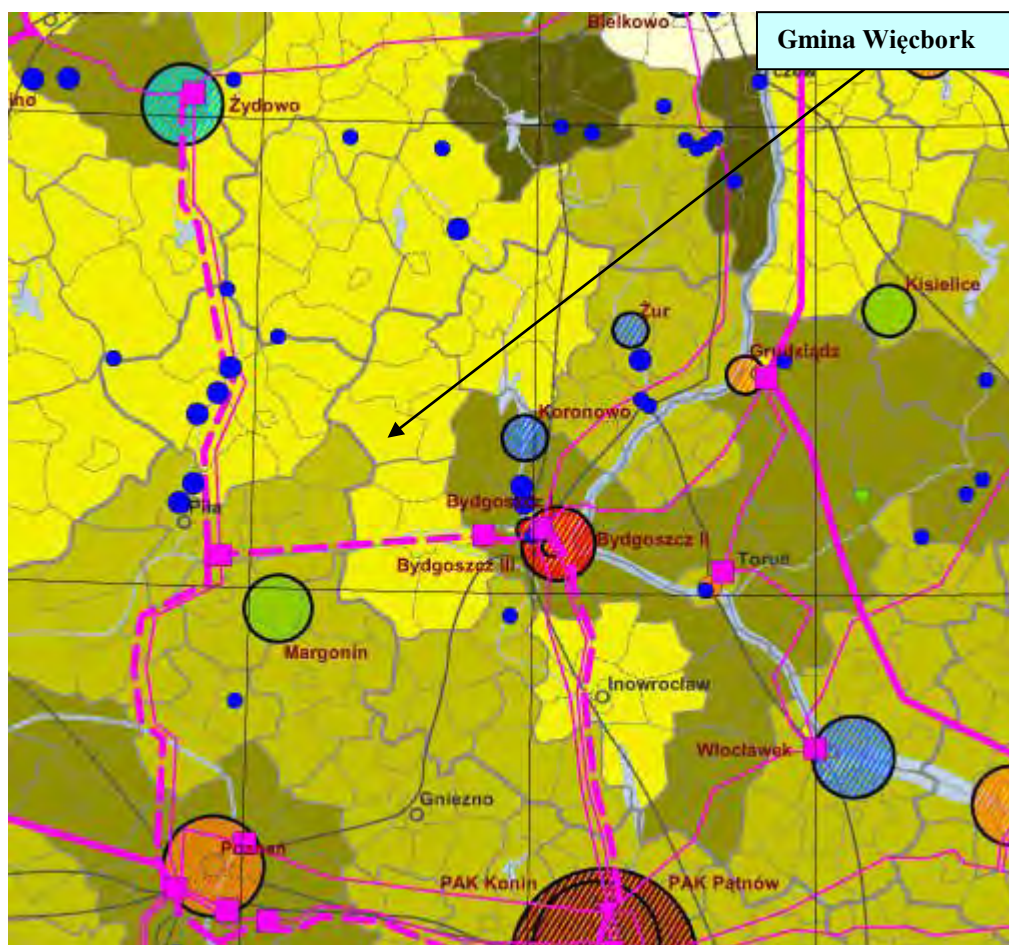 Bielkowo
Gmina Więcbork
Żydowo
Kisielice
Żur
Grudziądz
Koronowo
Piła
Bydgoszcz I
Bydgoszcz II
Bydgoszcz III
Toruń
Margonin
Inowrocław
Włocławek
Gniezno
Poznań
PAK Konin
PAK Pątnów